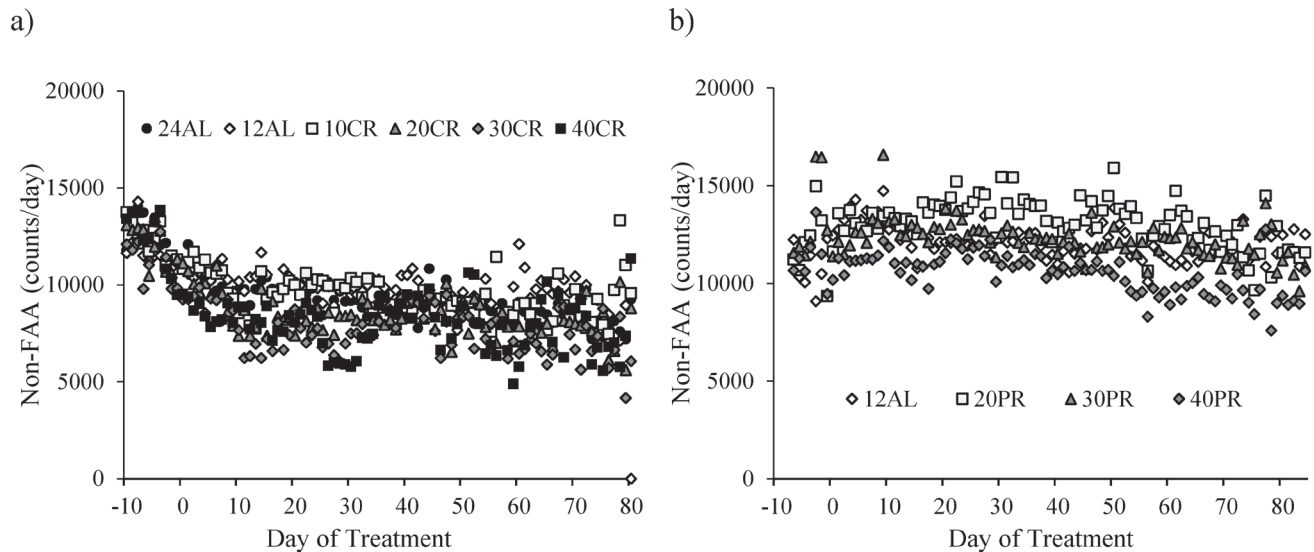 a)
Non-FAA (counts/day)
20000
15000
10000
5000
0
24AL 12AL 10CR 20CR 30CR 40CR
-10 0 10 20 30 40 50 60 70 80
Day of Treatment
b)
Non-FAA (counts/day)
20000
15000
10000
5000
0
12AL 20PR 30PR 40PR
-10 0 10 20 30 40 50 60 70 80
Day of Treatment